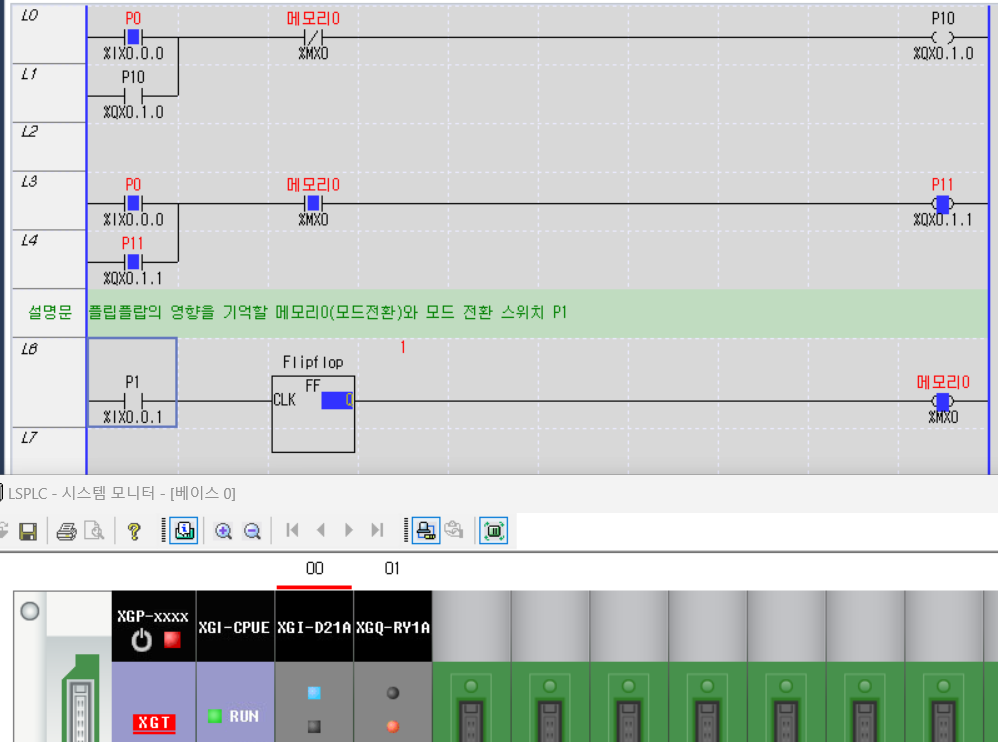 L0
P0 메모리0 P10
%IX0.0.0 %MX0 %QX0.1.0
L1
P10
%QX0.1.0
L2
L3
P0 메모리0 P11
%IX0.0.0 %MX0 %QX0.1.1
L4
P11
%QX0.1.1
설명문 플립플랍의 영향을 기억할 메모리0(모드전환)와 모드 전환 스위치 P1
L6
1
Flipflop
P1 FF 메모리0
CLK Q
%IX0.0.1 %MX0
L7
LSPLC - 시스템 모니터 - [베이스 0]
00 01
XGP-xxxx XGI-CPUE XGI-D21A XGQ-RY1A
XGT RUN